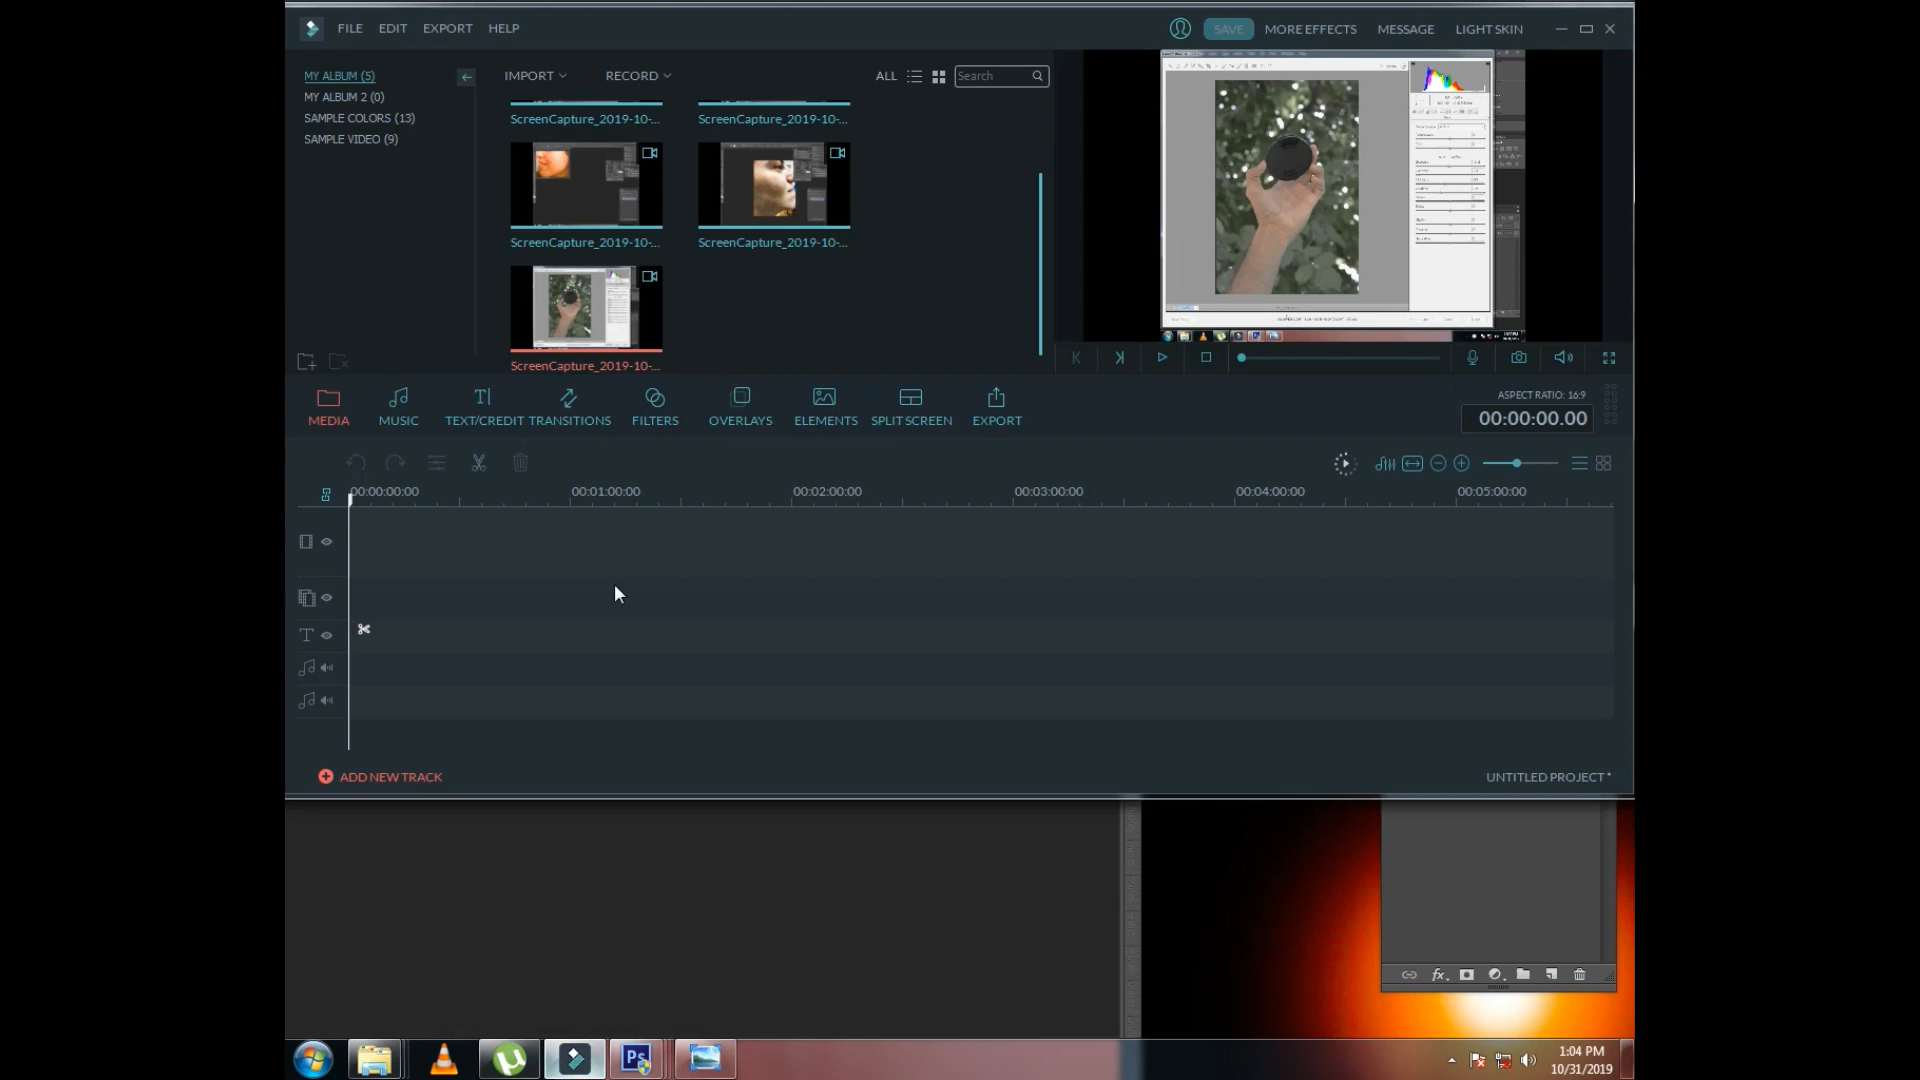 FILE EDIT EXPORT HELP
SAVE MORE EFFECTS MESSAGE LIGHT SKIN
MY ALBUM (5)
MY ALBUM 2 (0)
SAMPLE COLORS (13)
SAMPLE VIDEO (9)
IMPORT RECORD ALL Search
ScreenCapture_2019-10-... ScreenCapture_2019-10-...
ScreenCapture_2019-10-... ScreenCapture_2019-10-...
ScreenCapture_2019-10-...
MEDIA MUSIC TEXT/CREDIT TRANSITIONS FILTERS OVERLAYS ELEMENTS SPLIT SCREEN EXPORT
ASPECT RATIO: 16:9
00:00:00.00
00:00:00:00 00:01:00:00 00:02:00:00 00:03:00:00 00:04:00:00 00:05:00:00
ADD NEW TRACK
UNTITLED PROJECT *
fx.
Ps
1:04 PM
10/31/2019